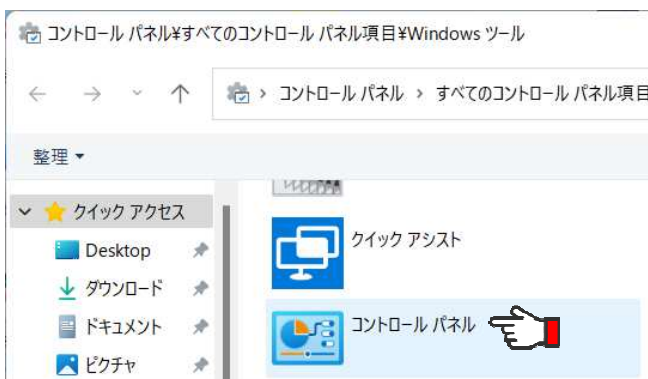 コントロール パネル¥すべてのコントロール パネル項目¥Windows ツール
コントロール パネル › すべてのコントロール パネル項目
整理
クイック アクセス
Desktop
ダウンロード
ドキュメント
ピクチャ
クイック アシスト
コントロール パネル